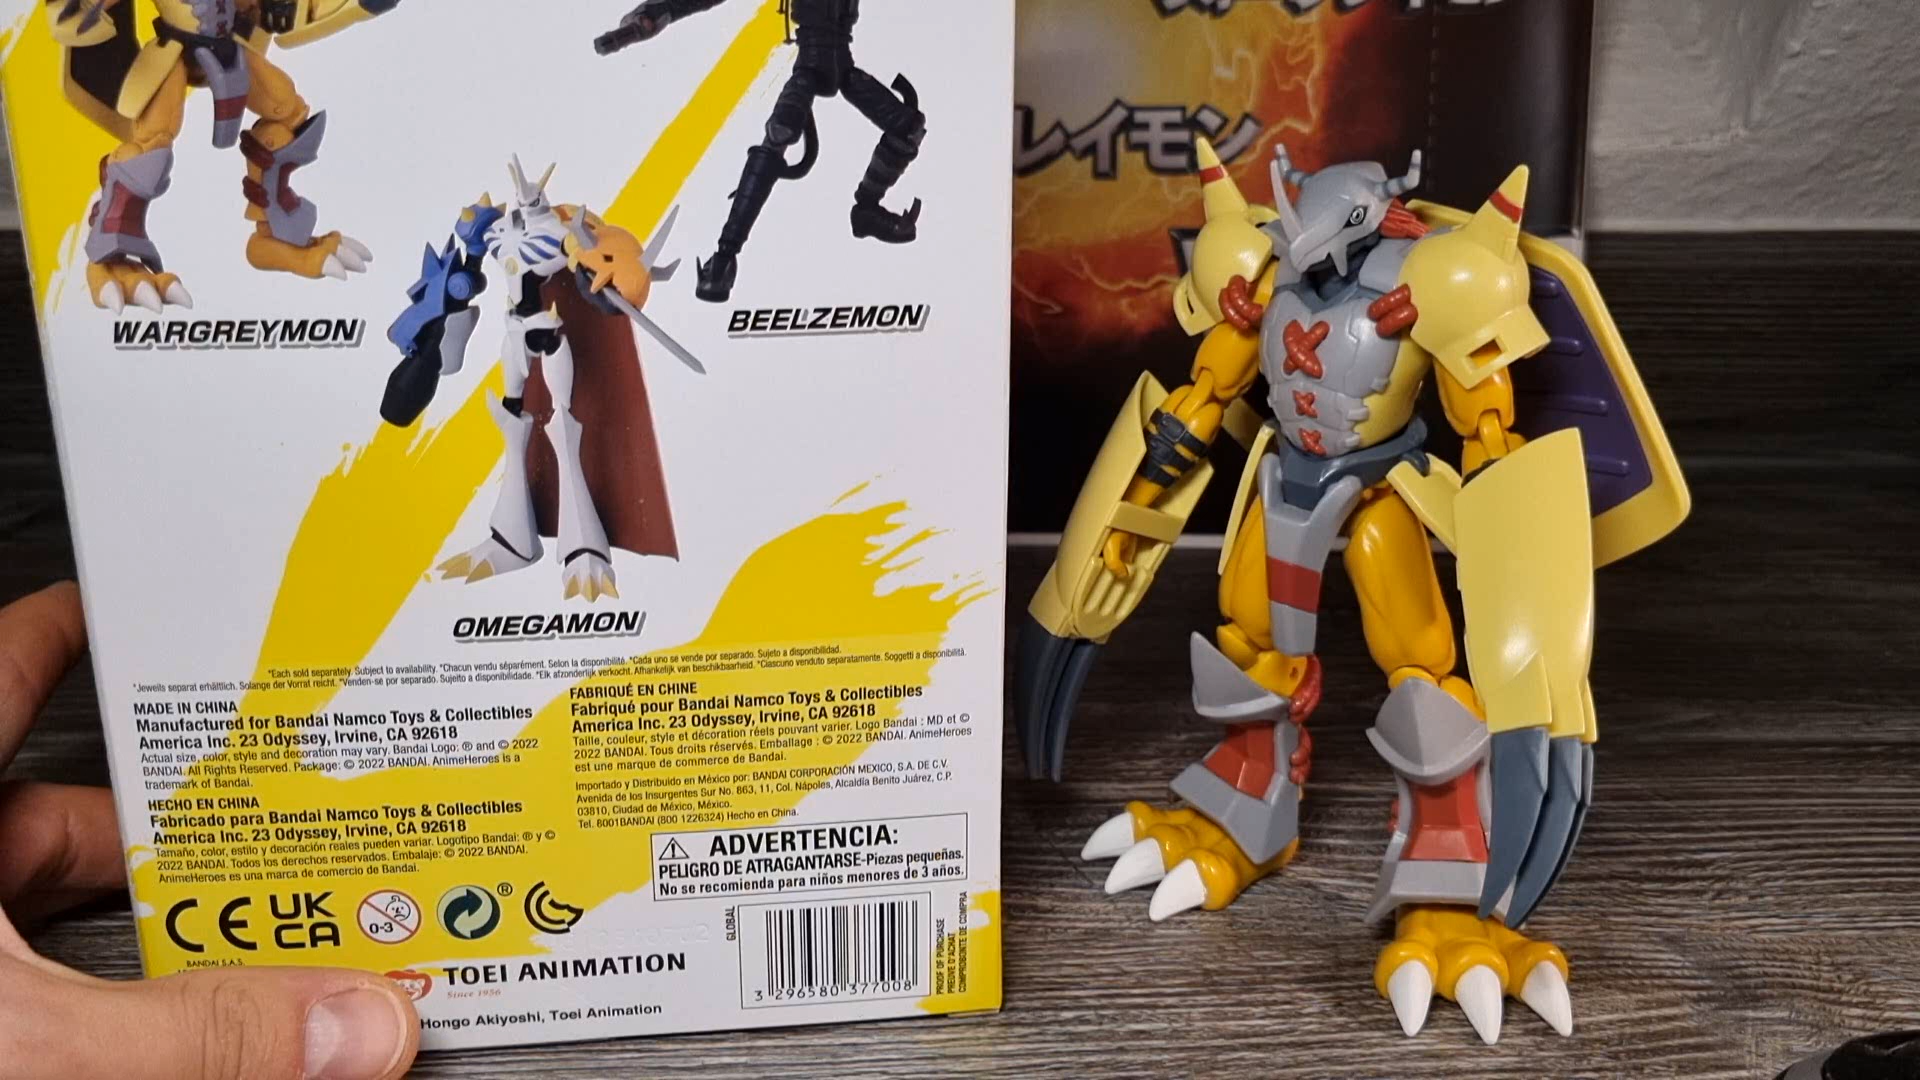 レイモン
WARGREYMON
BEELZEMON
OMEGAMON
*Each sold separately. Subject to availability. *Chacun vendu séparément. Selon la disponibilité. *Cada uno se vende por separado. Sujeto a disponibilidad.
*Jeweils separat erhältlich. Solange der Vorrat reicht. *Venden-se por separado. Sujeito a disponibilidade. *Elk afzonderlijk verkocht. Afhankelijk van beschikbaarheid. *Ciascuno venduto separatamente. Soggetti a disponibilità.
MADE IN CHINA
Manufactured for Bandai Namco Toys & Collectibles
America Inc. 23 Odyssey, Irvine, CA 92618
Actual size, color, style and decoration may vary. Bandai Logo: ® and © 2022
BANDAI. All Rights Reserved. Package: © 2022 BANDAI. AnimeHeroes is a
trademark of Bandai.
HECHO EN CHINA
Fabricado para Bandai Namco Toys & Collectibles
America Inc. 23 Odyssey, Irvine, CA 92618
Tamaño, color, estilo y decoración reales pueden variar. Logotipo Bandai: ® y ©
2022 BANDAI. Todos los derechos reservados. Embalaje: © 2022 BANDAI.
AnimeHeroes es una marca de comercio de Bandai.
FABRIQUÉ EN CHINE
Fabriqué pour Bandai Namco Toys & Collectibles
America Inc. 23 Odyssey, Irvine, CA 92618
Taille, couleur, style et décoration réels peuvant varier. Logo Bandai : MD et ©
2022 BANDAI. Tous droits réservés. Emballage : © 2022 BANDAI. AnimeHeroes
est une marque de commerce de Bandai.
Importado y Distribuido en México por: BANDAI CORPORACIÓN MEXICO, S.A. DE C.V.
Avenida de los Insurgentes Sur No. 863, 11, Col. Nápoles, Alcaldía Benito Juárez, C.P.
03810, Ciudad de México, México.
Tel. 8001BANDAI (800 1226324) Hecho en China.
ADVERTENCIA:
PELIGRO DE ATRAGANTARSE-Piezas pequeñas.
No se recomienda para niños menores de 3 años.
CE UK
CA
0-3
®
GLOBAL
3 296580 377008
PROOF OF PURCHASE
PREUVE D'ACHAT
COMPROBONTE DE COMPRA
BANDAI S.A.S.
TOEI ANIMATION
Since 1956
Hongo Akiyoshi, Toei Animation